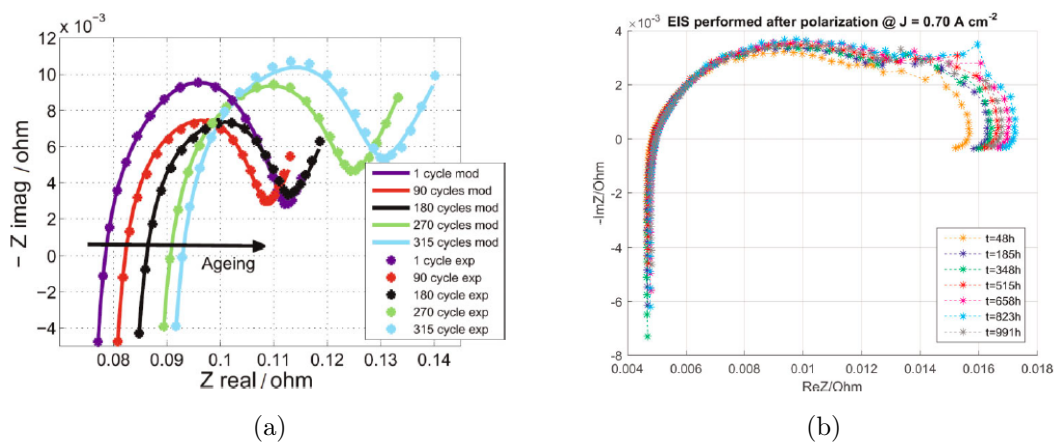 × 10⁻³
12
10
8
6
4
2
0
−2
−4
− Z imag / ohm
0.08 0.09 0.1 0.11 0.12 0.13 0.14
Z real / ohm
Ageing
1 cycle mod
90 cycles mod
180 cycles mod
270 cycles mod
315 cycles mod
1 cycle exp
90 cycle exp
180 cycle exp
270 cycle exp
315 cycle exp
(a)
EIS performed after polarization @ J = 0.70 A cm⁻²
×10⁻³
4
2
0
-2
-4
-6
-8
-ImZ/Ohm
0.004 0.006 0.008 0.01 0.012 0.014 0.016 0.018
ReZ/Ohm
t=48h
t=185h
t=348h
t=515h
t=658h
t=823h
t=991h
(b)